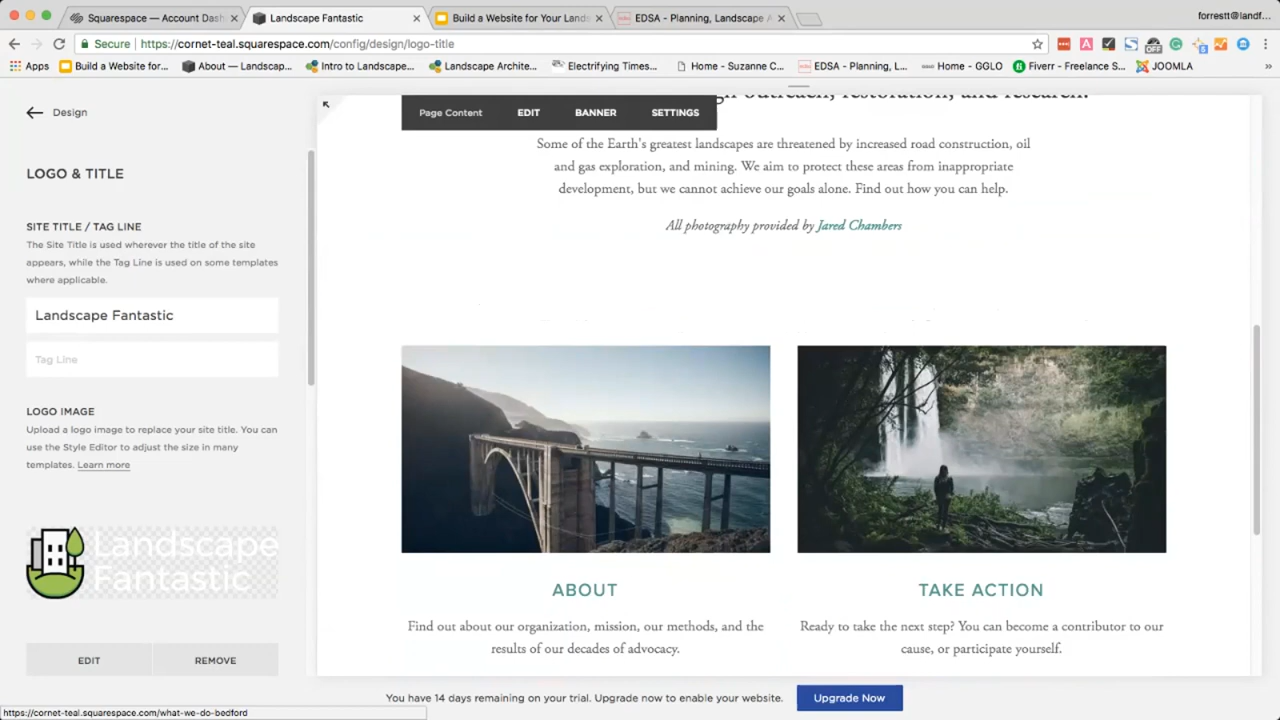 Squarespace — Account Dash
Landscape Fantastic
Build a Website for Your Lands
EDSA - Planning, Landscape A
forrestt@landf...
Secure
https://cornet-teal.squarespace.com/config/design/logo-title
OFF
Apps
Build a Website for...
About — Landscap...
Intro to Landscape...
Landscape Archite...
Electrifying Times...
Home - Suzanne C...
EDSA - Planning, L...
Home - GGLO
Fiverr - Freelance S...
JOOMLA
»
Design
LOGO & TITLE
SITE TITLE / TAG LINE
The Site Title is used wherever the title of the site
appears, while the Tag Line is used on some templates
where applicable.
Landscape Fantastic
Tag Line
LOGO IMAGE
Upload a logo image to replace your site title. You can
use the Style Editor to adjust the size in many
templates. Learn more
Landscape
Fantastic
EDIT
REMOVE
Page Content
EDIT
BANNER
SETTINGS
outreach, restoration, and research.
Some of the Earth's greatest landscapes are threatened by increased road construction, oil
and gas exploration, and mining. We aim to protect these areas from inappropriate
development, but we cannot achieve our goals alone. Find out how you can help.
All photography provided by Jared Chambers
ABOUT
Find out about our organization, mission, our methods, and the
results of our decades of advocacy.
TAKE ACTION
Ready to take the next step? You can become a contributor to our
cause, or participate yourself.
You have 14 days remaining on your trial. Upgrade now to enable your website.
Upgrade Now
https://cornet-teal.squarespace.com/what-we-do-bedford